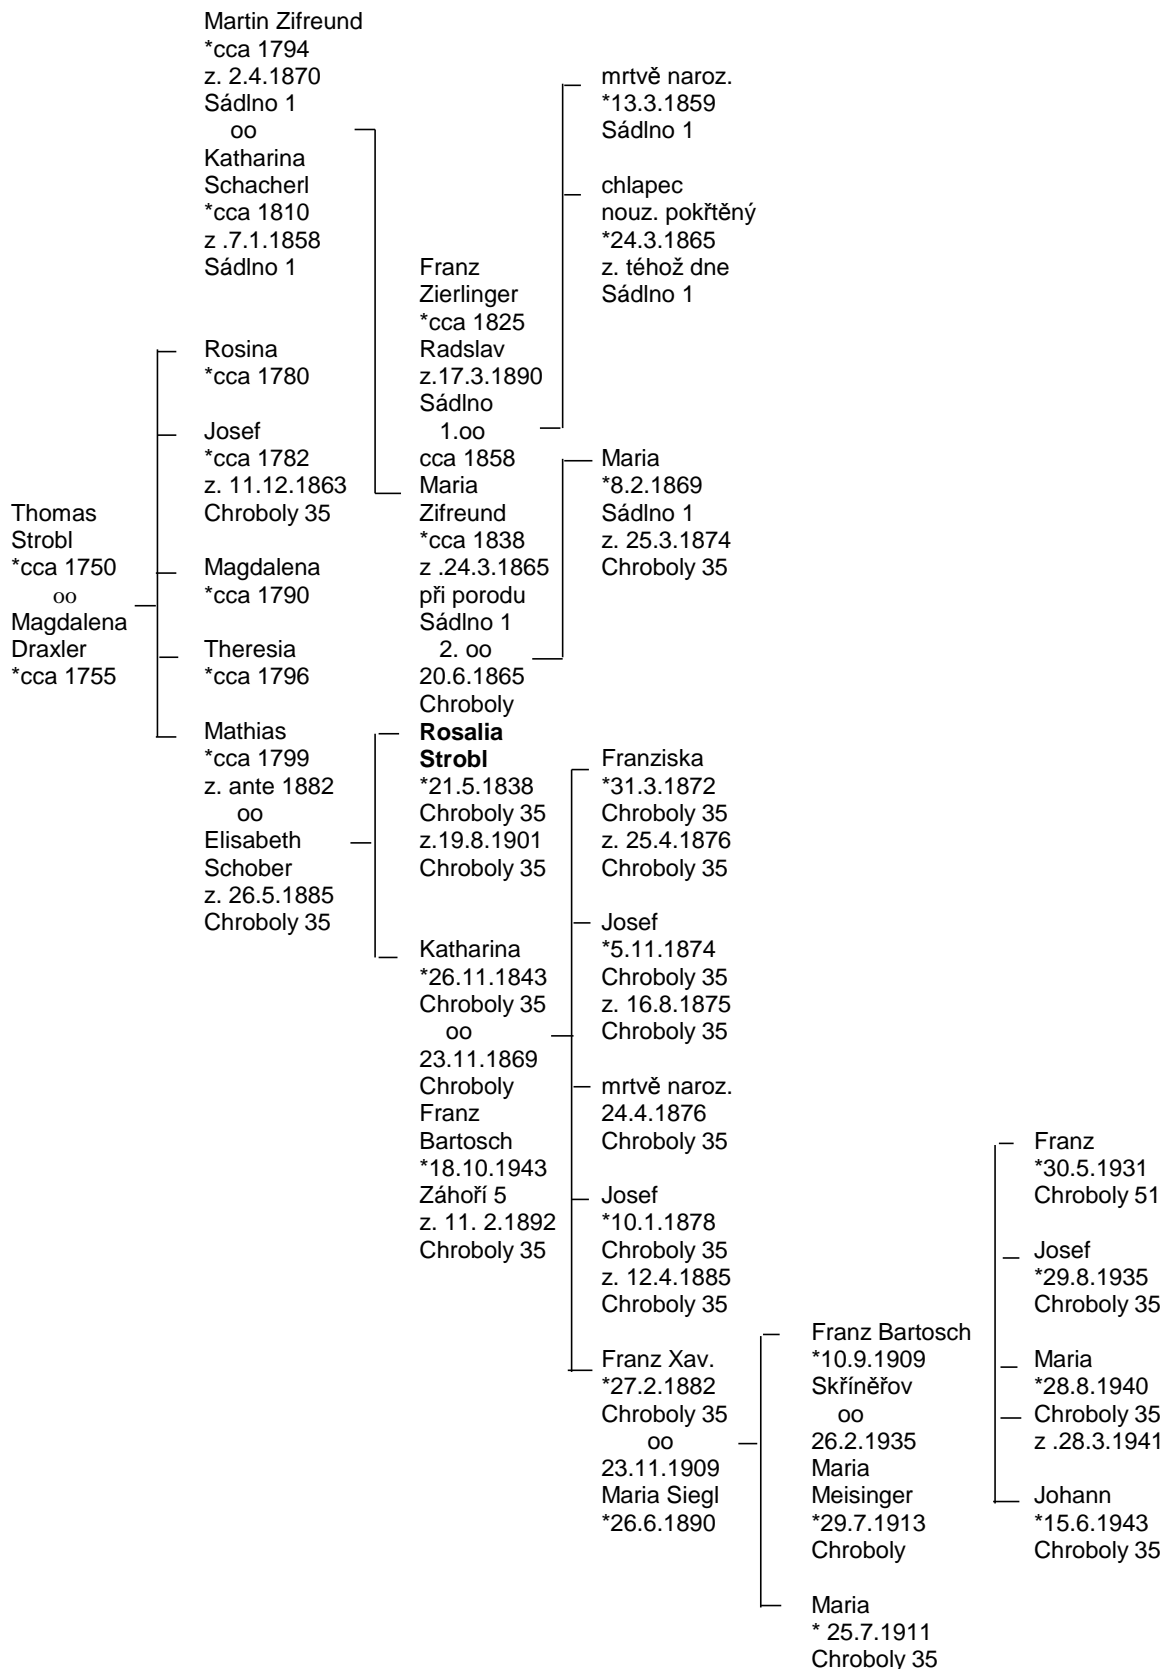 Martin Zifreund
*cca 1794
z. 2.4.1870
Sádlno 1
oo
Katharina
Schacherl
*cca 1810
z .7.1.1858
Sádlno 1
Thomas
Strobl
*cca 1750
oo
Magdalena
Draxler
*cca 1755
Rosina
*cca 1780
Josef
*cca 1782
z. 11.12.1863
Chroboly 35
Magdalena
*cca 1790
Theresia
*cca 1796
Mathias
*cca 1799
z. ante 1882
oo
Elisabeth
Schober
z. 26.5.1885
Chroboly 35
Franz
Zierlinger
*cca 1825
Radslav
z.17.3.1890
Sádlno
1.oo
cca 1858
Maria
Zifreund
*cca 1838
z .24.3.1865
při porodu
Sádlno 1
2. oo
20.6.1865
Chroboly
Rosalia
Strobl
*21.5.1838
Chroboly 35
z.19.8.1901
Chroboly 35
Katharina
*26.11.1843
Chroboly 35
oo
23.11.1869
Chroboly
Franz
Bartosch
*18.10.1943
Záhoří 5
z. 11. 2.1892
Chroboly 35
mrtvě naroz.
*13.3.1859
Sádlno 1
chlapec
nouz. pokřtěný
*24.3.1865
z. téhož dne
Sádlno 1
Maria
*8.2.1869
Sádlno 1
z. 25.3.1874
Chroboly 35
Franziska
*31.3.1872
Chroboly 35
z. 25.4.1876
Chroboly 35
Josef
*5.11.1874
Chroboly 35
z. 16.8.1875
Chroboly 35
mrtvě naroz.
24.4.1876
Chroboly 35
Josef
*10.1.1878
Chroboly 35
z. 12.4.1885
Chroboly 35
Franz Xav.
*27.2.1882
Chroboly 35
oo
23.11.1909
Maria Siegl
*26.6.1890
Franz Bartosch
*10.9.1909
Skříněřov
oo
26.2.1935
Maria
Meisinger
*29.7.1913
Chroboly
Maria
* 25.7.1911
Chroboly 35
Franz
*30.5.1931
Chroboly 51
Josef
*29.8.1935
Chroboly 35
Maria
*28.8.1940
Chroboly 35
z .28.3.1941
Johann
*15.6.1943
Chroboly 35